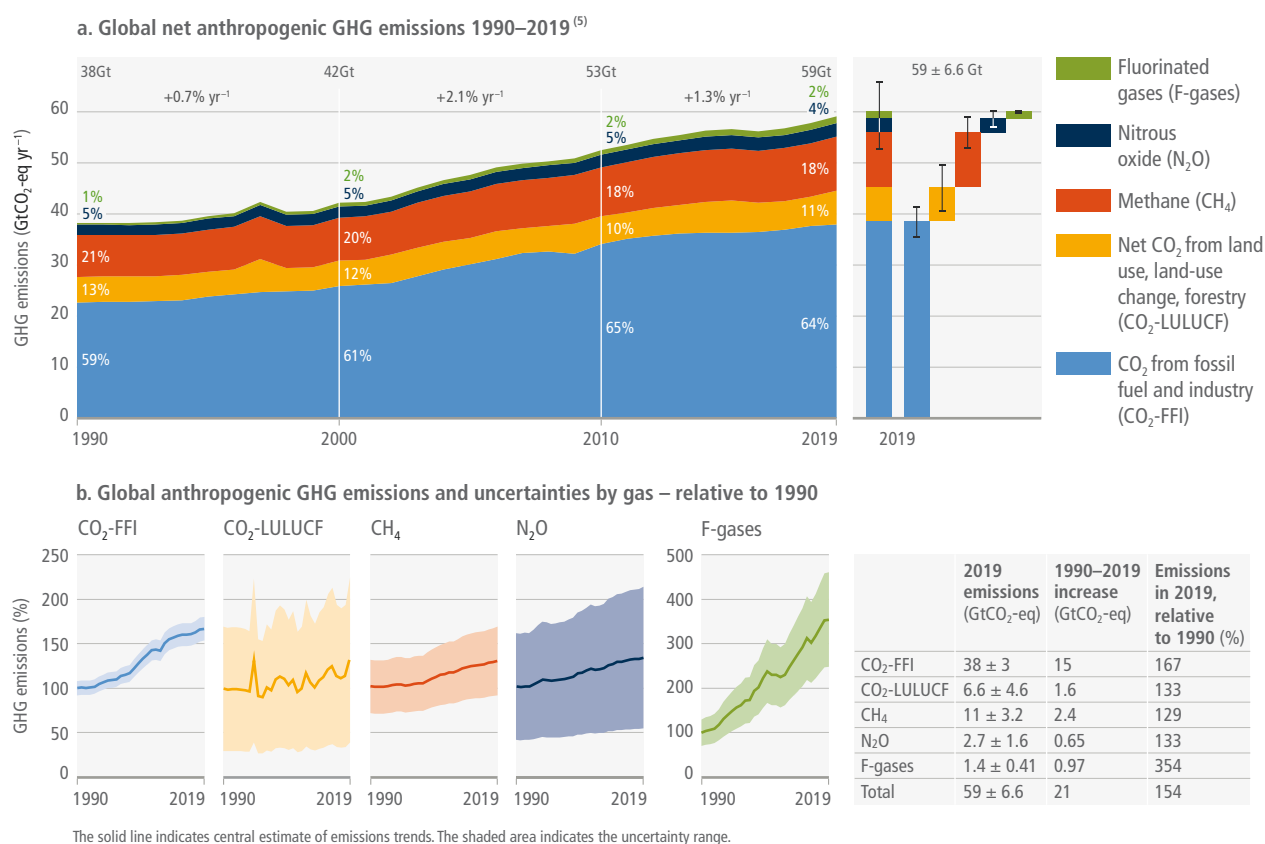 a. Global net anthropogenic GHG emissions 1990–2019 (5)
38Gt
42Gt
53Gt
59Gt
+0.7% yr⁻¹
+2.1% yr⁻¹
+1.3% yr⁻¹
GHG emissions (GtCO₂-eq yr⁻¹)
60
50
40
30
20
10
0
1%
5%
21%
13%
59%
2%
5%
20%
12%
61%
2%
5%
18%
10%
65%
2%
4%
18%
11%
64%
1990
2000
2010
2019
59 ± 6.6 Gt
2019
Fluorinated
gases (F-gases)
Nitrous
oxide (N₂O)
Methane (CH₄)
Net CO₂ from land
use, land-use
change, forestry
(CO₂-LULUCF)
CO₂ from fossil
fuel and industry
(CO₂-FFI)
b. Global anthropogenic GHG emissions and uncertainties by gas – relative to 1990
GHG emissions (%)
CO₂-FFI
CO₂-LULUCF
CH₄
N₂O
F-gases
250
200
150
100
50
0
500
400
300
200
100
0
1990 2019
1990 2019
1990 2019
1990 2019
1990 2019
2019 emissions (GtCO₂-eq)
1990–2019 increase (GtCO₂-eq)
Emissions in 2019, relative to 1990 (%)
CO₂-FFI 38 ± 3 15 167
CO₂-LULUCF 6.6 ± 4.6 1.6 133
CH₄ 11 ± 3.2 2.4 129
N₂O 2.7 ± 1.6 0.65 133
F-gases 1.4 ± 0.41 0.97 354
Total 59 ± 6.6 21 154
The solid line indicates central estimate of emissions trends. The shaded area indicates the uncertainty range.